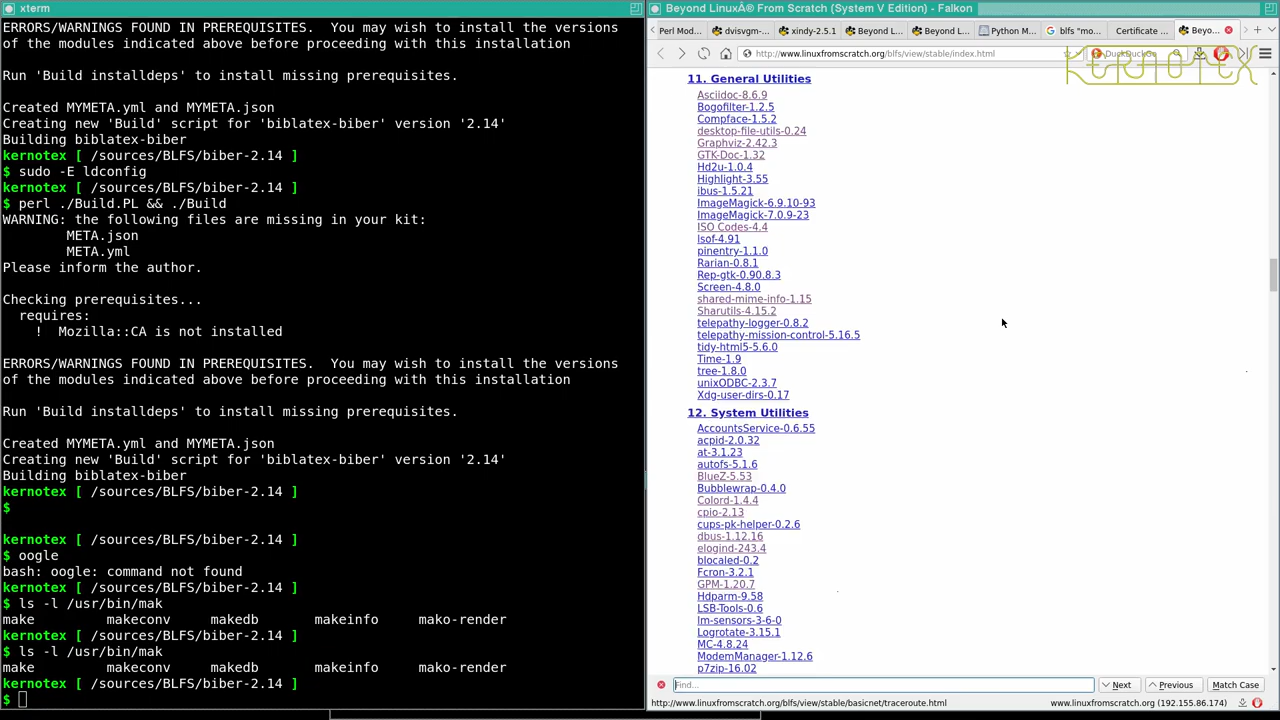 xterm
ERRORS/WARNINGS FOUND IN PREREQUISITES.  You may wish to install the versions
of the modules indicated above before proceeding with this installation
Run 'Build installdeps' to install missing prerequisites.
Created MYMETA.yml and MYMETA.json
Creating new 'Build' script for 'biblatex-biber' version '2.14'
Building biblatex-biber
kernotex [ /sources/BLFS/biber-2.14 ]
$ sudo -E ldconfig
kernotex [ /sources/BLFS/biber-2.14 ]
$ perl ./Build.PL && ./Build
WARNING: the following files are missing in your kit:
META.json
META.yml
Please inform the author.
Checking prerequisites...
requires:
!  Mozilla::CA is not installed
ERRORS/WARNINGS FOUND IN PREREQUISITES.  You may wish to install the versions
of the modules indicated above before proceeding with this installation
Run 'Build installdeps' to install missing prerequisites.
Created MYMETA.yml and MYMETA.json
Creating new 'Build' script for 'biblatex-biber' version '2.14'
Building biblatex-biber
kernotex [ /sources/BLFS/biber-2.14 ]
$
kernotex [ /sources/BLFS/biber-2.14 ]
$ oogle
bash: oogle: command not found
kernotex [ /sources/BLFS/biber-2.14 ]
$ ls -l /usr/bin/mak
make makeconv makedb makeinfo mako-render
kernotex [ /sources/BLFS/biber-2.14 ]
$ ls -l /usr/bin/mak
make makeconv makedb makeinfo mako-render
kernotex [ /sources/BLFS/biber-2.14 ]
$
Beyond LinuxÂ® From Scratch (System V Edition) - Falkon
Perl Mod... dvisvgm-... xindy-2.5.1 Beyond L... Beyond L... Python M... blfs "mo... Certificate ... Beyo...
http://www.linuxfromscratch.org/blfs/view/stable/index.html DuckDuckGo
KERNOTEX
11. General Utilities
Asciidoc-8.6.9
Bogofilter-1.2.5
Compface-1.5.2
desktop-file-utils-0.24
Graphviz-2.42.3
GTK-Doc-1.32
Hd2u-1.0.4
Highlight-3.55
ibus-1.5.21
ImageMagick-6.9.10-93
ImageMagick-7.0.9-23
ISO Codes-4.4
lsof-4.91
pinentry-1.1.0
Rarian-0.8.1
Rep-gtk-0.90.8.3
Screen-4.8.0
shared-mime-info-1.15
Sharutils-4.15.2
telepathy-logger-0.8.2
telepathy-mission-control-5.16.5
tidy-html5-5.6.0
Time-1.9
tree-1.8.0
unixODBC-2.3.7
Xdg-user-dirs-0.17
12. System Utilities
AccountsService-0.6.55
acpid-2.0.32
at-3.1.23
autofs-5.1.6
BlueZ-5.53
Bubblewrap-0.4.0
Colord-1.4.4
cpio-2.13
cups-pk-helper-0.2.6
dbus-1.12.16
elogind-243.4
blocaled-0.2
Fcron-3.2.1
GPM-1.20.7
Hdparm-9.58
LSB-Tools-0.6
lm-sensors-3-6-0
Logrotate-3.15.1
MC-4.8.24
ModemManager-1.12.6
p7zip-16.02
Find... Next Previous Match Case
http://www.linuxfromscratch.org/blfs/view/stable/basicnet/traceroute.html www.linuxfromscratch.org (192.155.86.174)